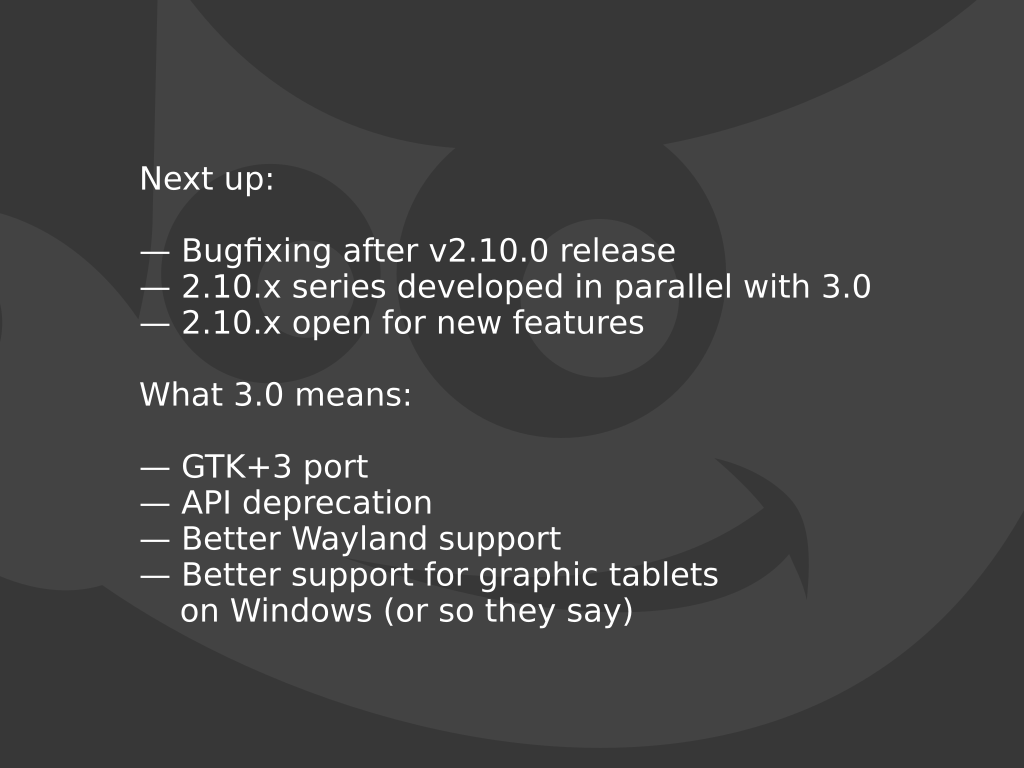 Next up:
— Bugfixing after v2.10.0 release
— 2.10.x series developed in parallel with 3.0
— 2.10.x open for new features
What 3.0 means:
— GTK+3 port
— API deprecation
— Better Wayland support
— Better support for graphic tablets
on Windows (or so they say)